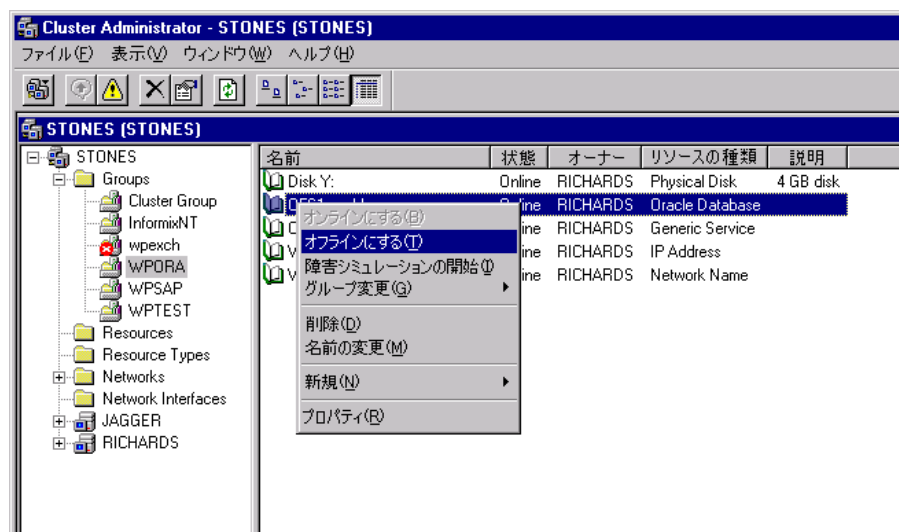 Cluster Administrator - STONES (STONES)
ファイル(F) 表示(V) ウィンドウ(W) ヘルプ(H)
STONES (STONES)
STONES
Groups
Cluster Group
InformixNT
wpexch
WPORA
WPSAP
WPTEST
Resources
Resource Types
Networks
Network Interfaces
JAGGER
RICHARDS
名前 状態 オーナー リソースの種類 説明
Disk Y: Online RICHARDS Physical Disk 4 GB disk
RICHARDS Oracle Database
RICHARDS Generic Service
RICHARDS IP Address
RICHARDS Network Name
オンラインにする(B)
オフラインにする(T)
障害シミュレーションの開始(I)
グループ変更(G)
削除(D)
名前の変更(M)
新規(N)
プロパティ(R)